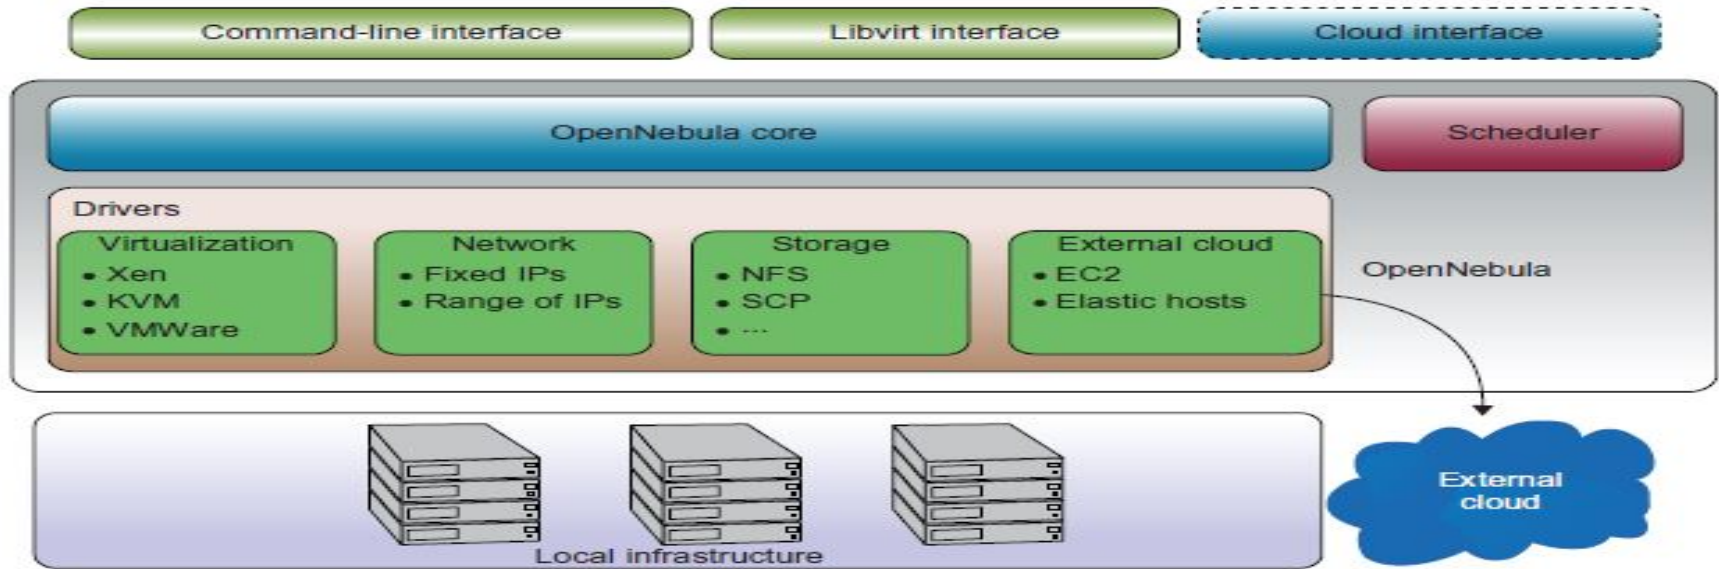 Command-line interface
Libvirt interface
Cloud interface
OpenNebula core
Scheduler
Drivers
Virtualization
• Xen
• KVM
• VMWare
Network
• Fixed IPs
• Range of IPs
Storage
• NFS
• SCP
• ...
External cloud
• EC2
• Elastic hosts
OpenNebula
External
cloud
Local infrastructure